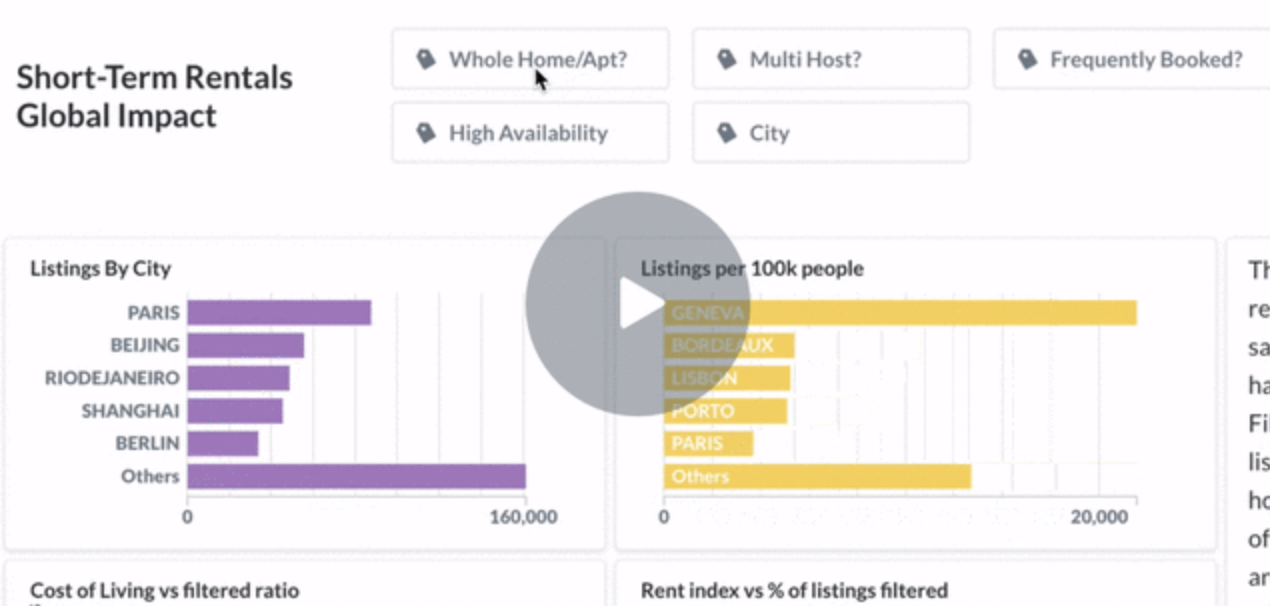 Short-Term Rentals
Global Impact
Whole Home/Apt?
Multi Host?
Frequently Booked?
High Availability
City
Listings By City
PARIS
BEIJING
RIODEJANEIRO
SHANGHAI
BERLIN
Others
0
160,000
Listings per 100k people
GENEVA
BORDEAUX
LISBON
PORTO
PARIS
Others
0
20,000
Th
re
sa
ha
Fil
lis
ho
of
an
Cost of Living vs filtered ratio
Rent index vs % of listings filtered